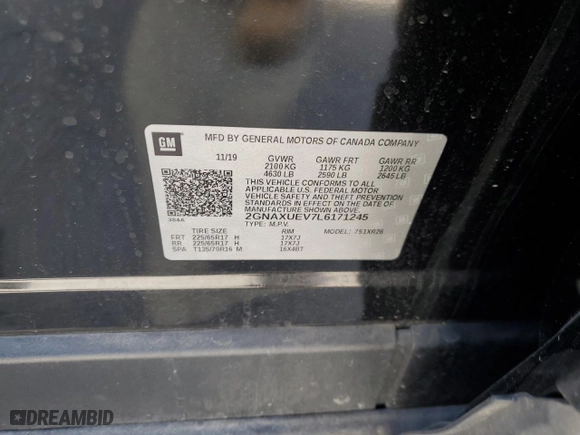 GM
MFD BY GENERAL MOTORS OF CANADA COMPANY
11/19 GVWR GAWR FRT GAWR RR
2100 KG 1175 KG 1200 KG
4630 LB 2590 LB 2645 LB
THIS VEHICLE CONFORMS TO ALL
APPLICABLE U.S. FEDERAL MOTOR
VEHICLE SAFETY AND THEFT
PREVENTION STANDARDS IN EFFECT ON
THE DATE OF MANUFACTURE SHOWN ABOVE.
2GNAXUEV7L6171245
TYPE: M.P.V. MODEL: 7S1XR26
TIRE SIZE RIM
FRT 225/65R17 H 17X7J
RR 225/65R17 H 17X7J
SPA T135/70R16 M 16X4BT
DREAMBID